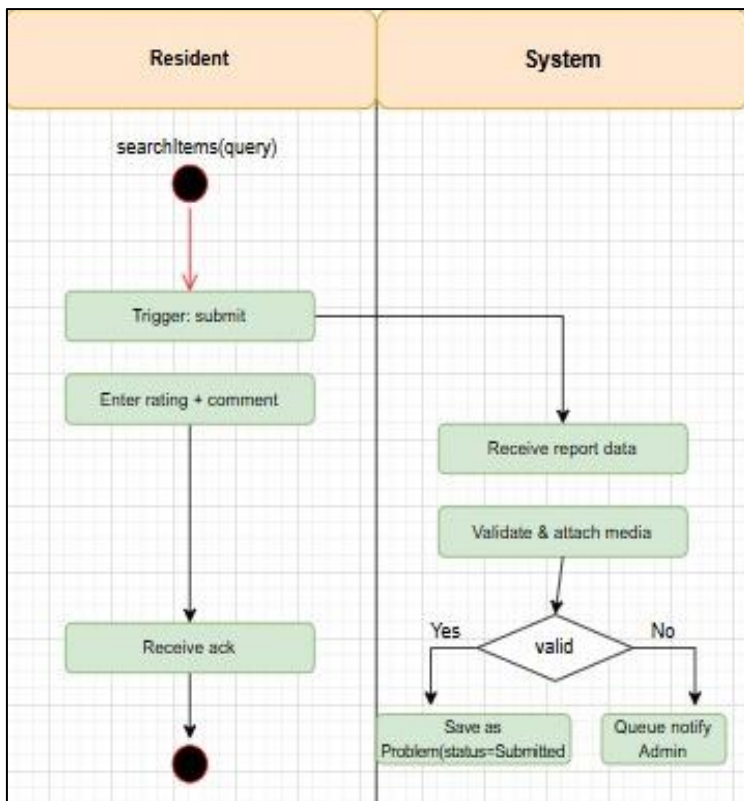 Resident
System
searchItems(query)
Trigger: submit
Enter rating + comment
Receive report data
Validate & attach media
Yes
valid
No
Receive ack
Save as
Problem(status=Submitted
Queue notify
Admin